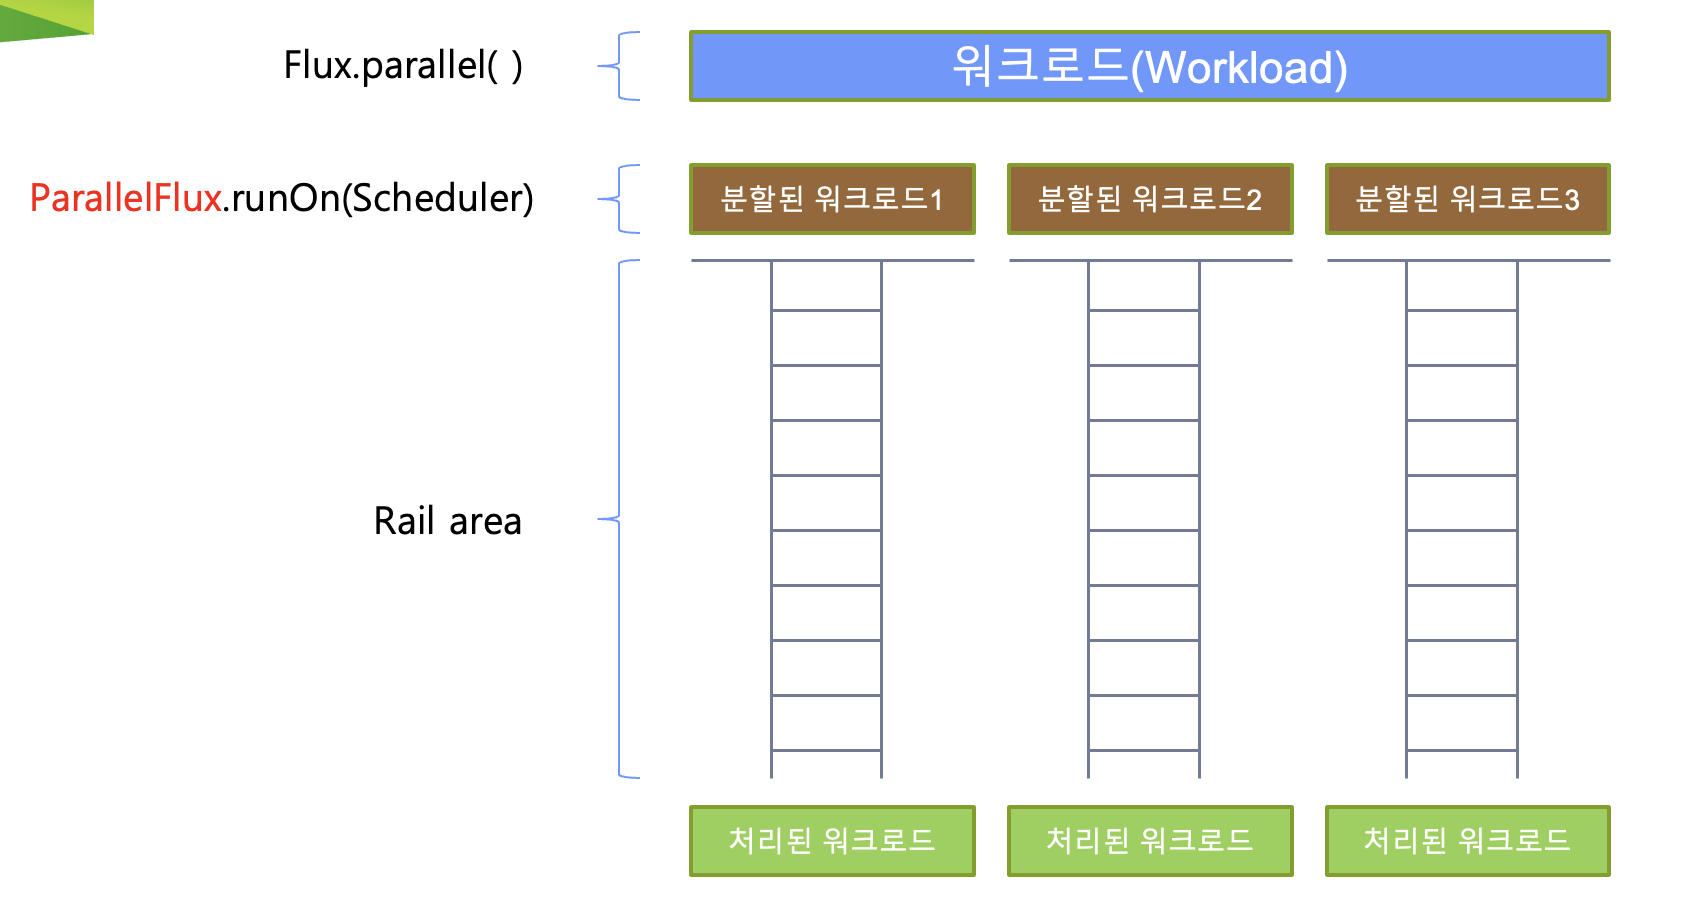 Flux.parallel( )
워크로드(Workload)
ParallelFlux.runOn(Scheduler)
분할된 워크로드1
분할된 워크로드2
분할된 워크로드3
Rail area
처리된 워크로드
처리된 워크로드
처리된 워크로드